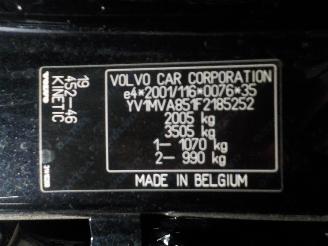 VOLVO
19
452-46
KINETIC
VOLVO CAR CORPORATION
e4*2001/116*0076*35
YV1MVA851F2185252
2005 kg
3505 kg
1- 1070 kg
2- 990 kg
MADE IN BELGIUM